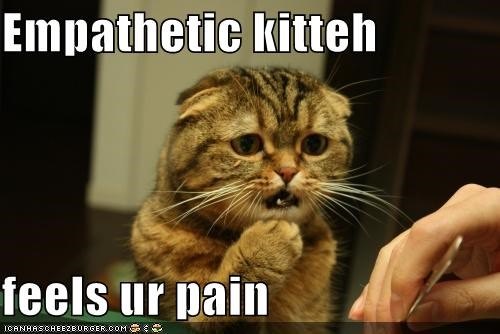 Empathetic kitteh
feels ur pain
ICANHASCHEEZBURGER.COM